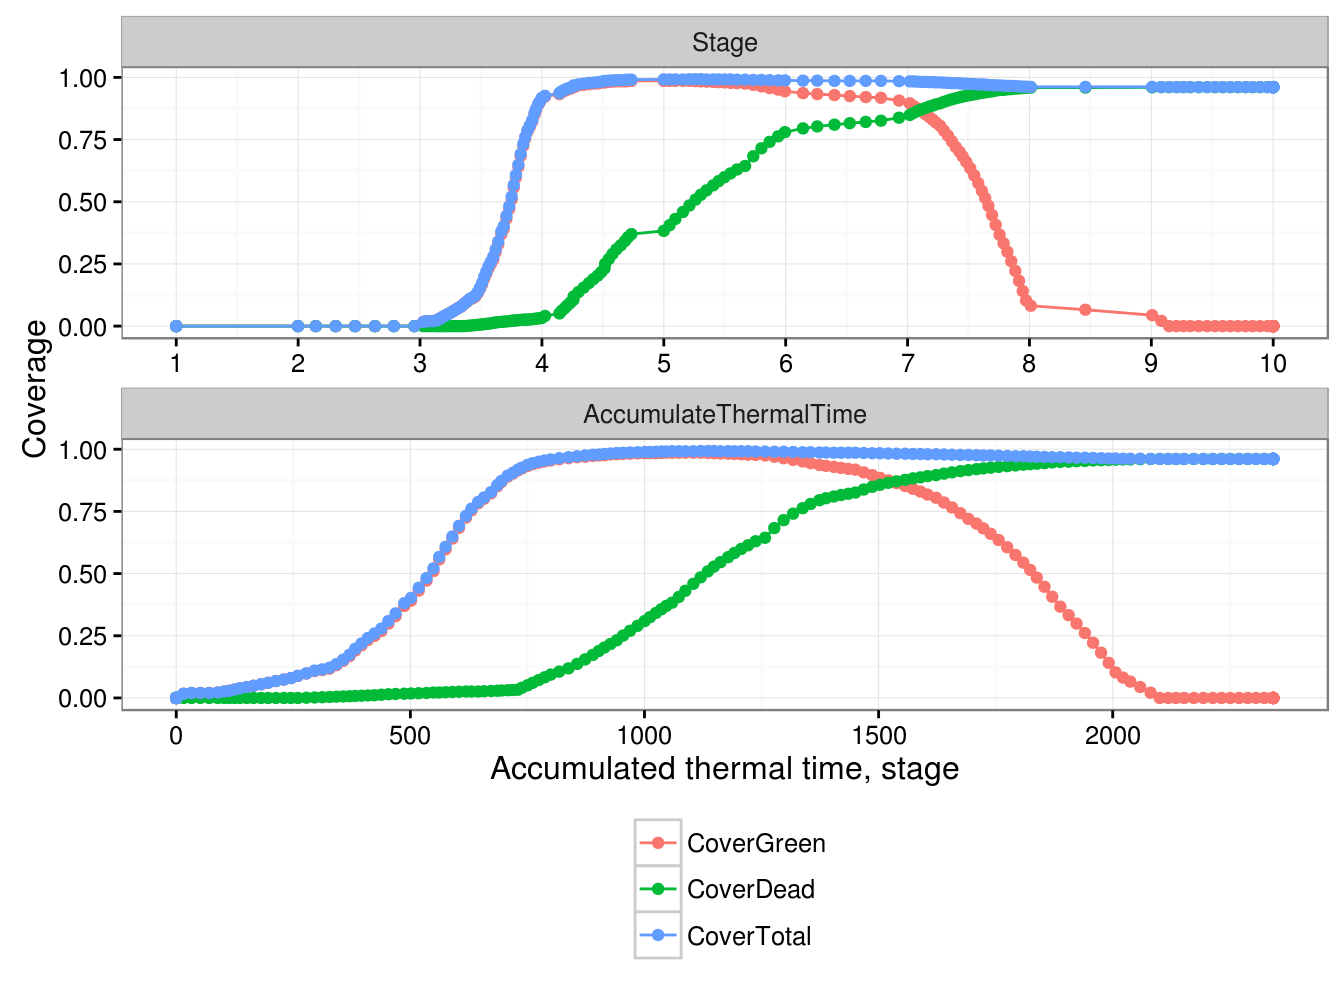 Stage
1.00
0.75
0.50
0.25
0.00
1 2 3 4 5 6 7 8 9 10
Coverage
AccumulateThermalTime
1.00
0.75
0.50
0.25
0.00
0 500 1000 1500 2000
Accumulated thermal time, stage
CoverGreen
CoverDead
CoverTotal